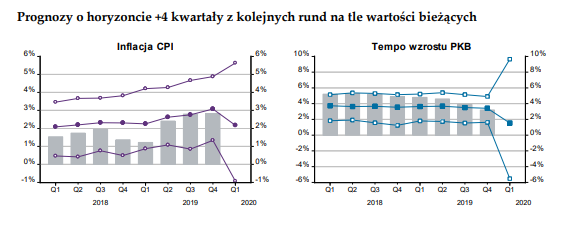 Prognozy o horyzoncie +4 kwartały z kolejnych rund na tle wartości bieżących
Inflacja CPI
6% 6%
5% 5%
4% 4%
3% 3%
2% 2%
1% 1%
0% 0%
-1% -1%
Q1 Q2 Q3 Q4 Q1 Q2 Q3 Q4 Q1
2018 2019 2020
Tempo wzrostu PKB
10% 10%
8% 8%
6% 6%
4% 4%
2% 2%
0% 0%
-2% -2%
-4% -4%
-6% -6%
Q1 Q2 Q3 Q4 Q1 Q2 Q3 Q4 Q1
2018 2019 2020